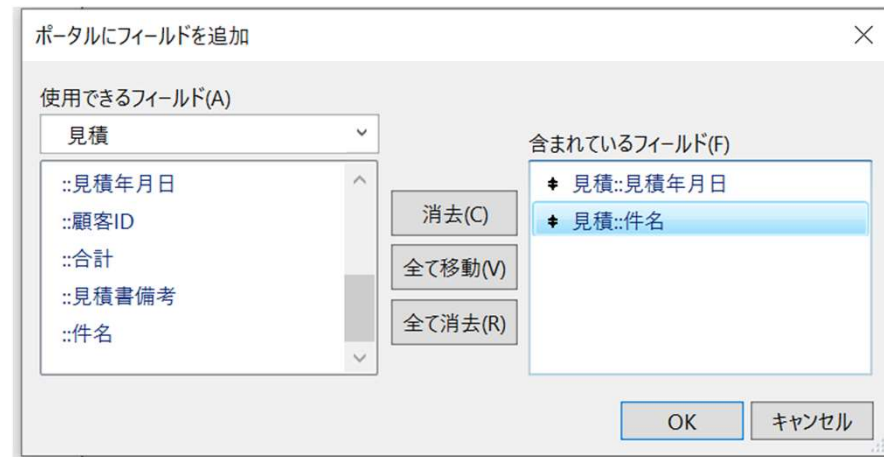 ポータルにフィールドを追加
使用できるフィールド(A)
見積
::見積年月日
::顧客ID
::合計
::見積書備考
::件名
消去(C)
全て移動(V)
全て消去(R)
含まれているフィールド(F)
見積::見積年月日
見積::件名
OK
キャンセル